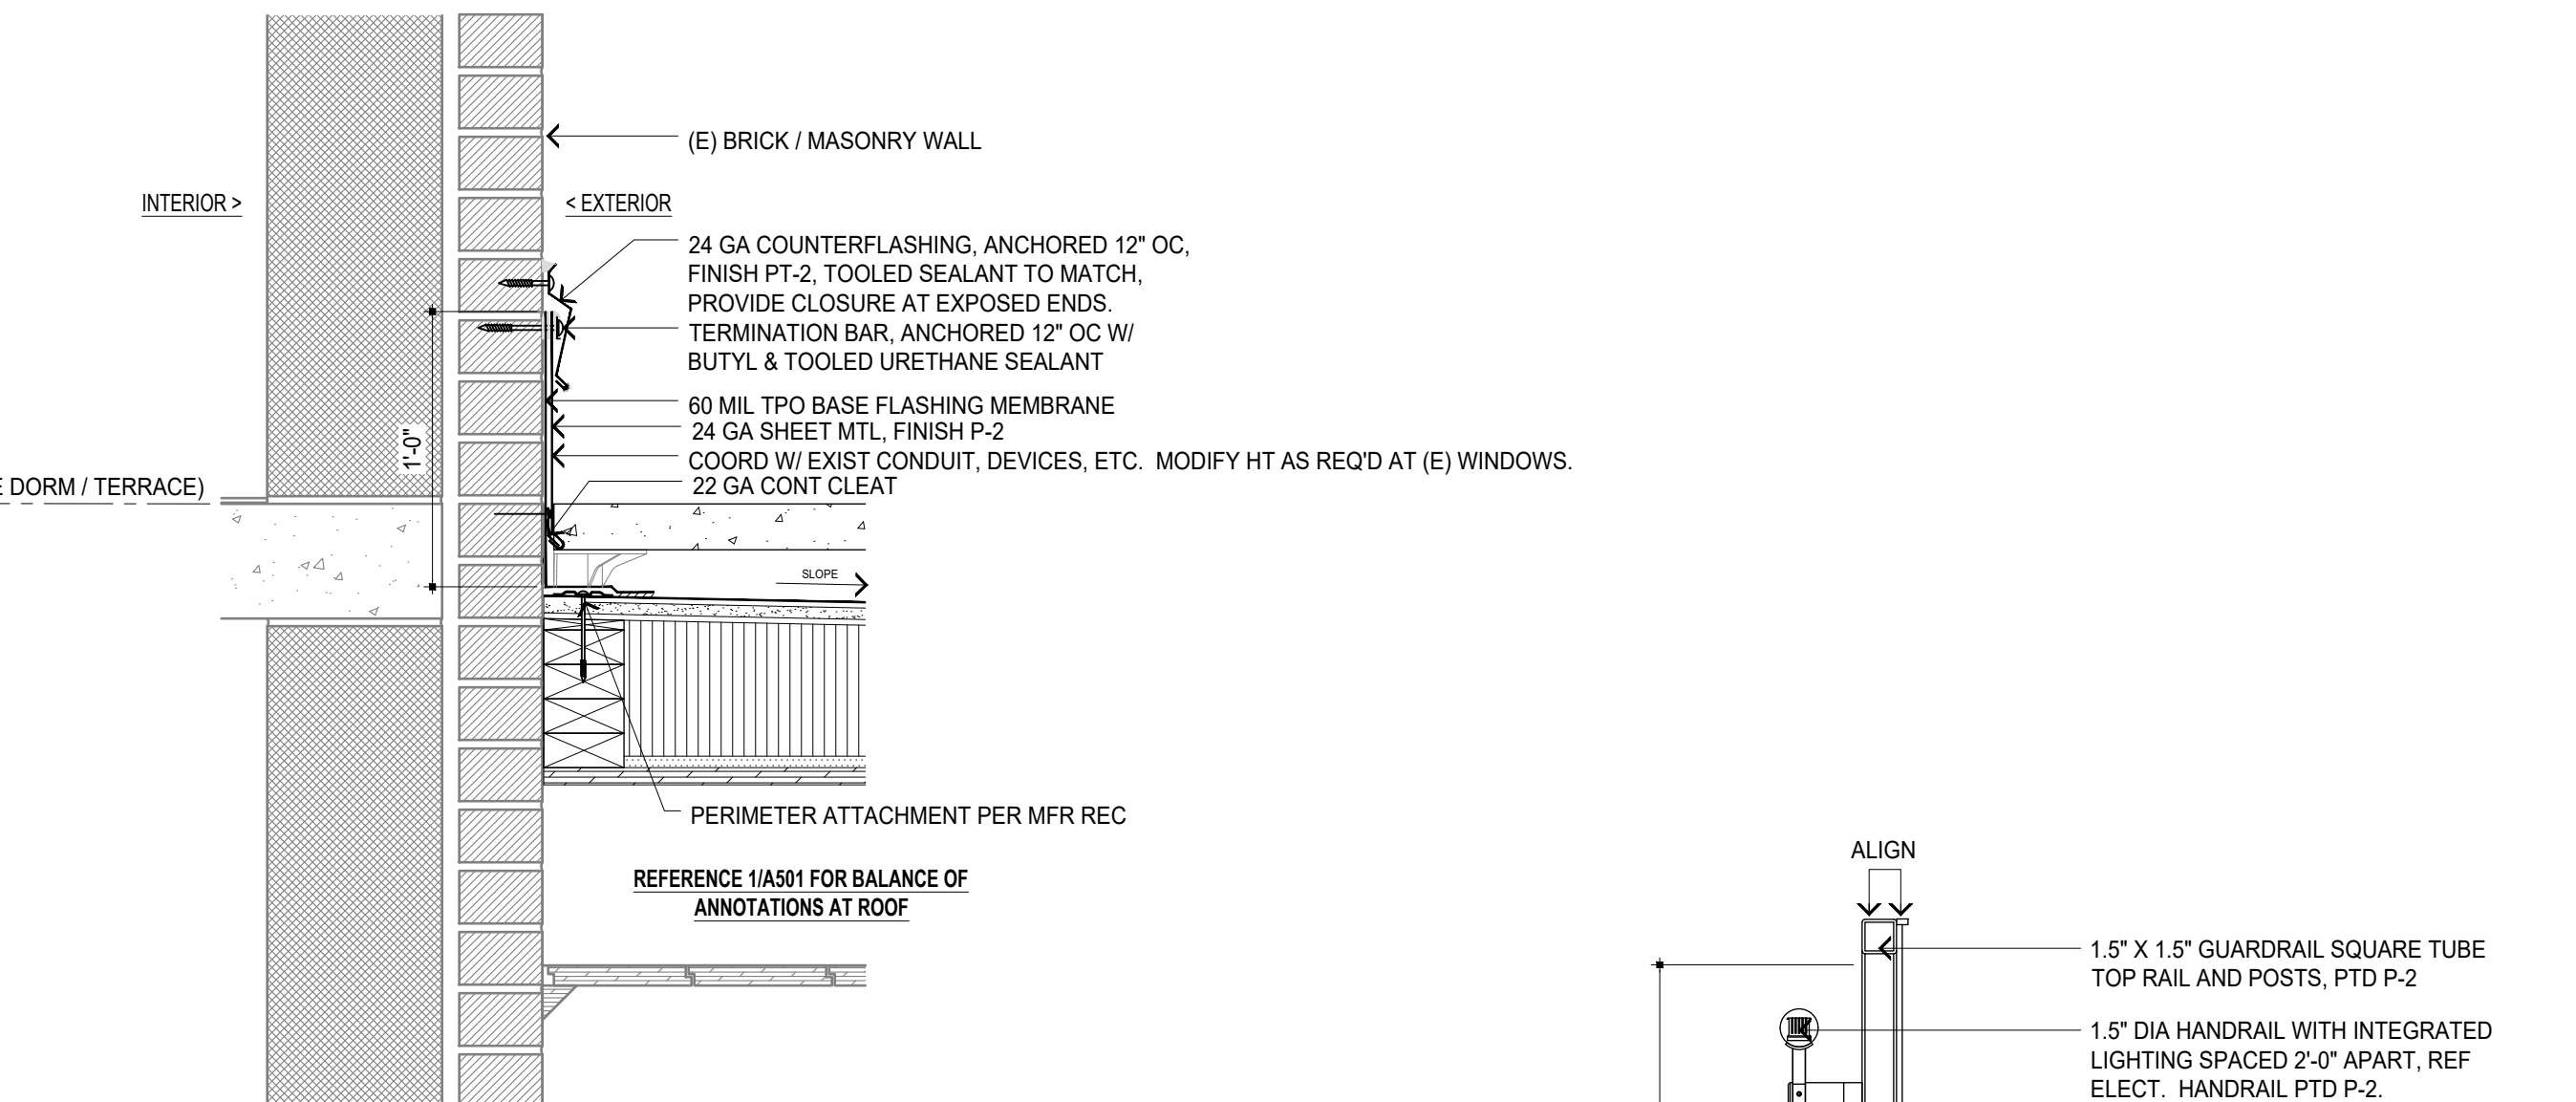 (E) BRICK / MASONRY WALL
INTERIOR >
< EXTERIOR
24 GA COUNTERFLASHING, ANCHORED 12" OC,
FINISH PT-2, TOOLED SEALANT TO MATCH,
PROVIDE CLOSURE AT EXPOSED ENDS.
TERMINATION BAR, ANCHORED 12" OC W/
BUTYL & TOOLED URETHANE SEALANT
60 MIL TPO BASE FLASHING MEMBRANE
24 GA SHEET MTL, FINISH P-2
COORD W/ EXIST CONDUIT, DEVICES, ETC.  MODIFY HT AS REQ'D AT (E) WINDOWS.
22 GA CONT CLEAT
1'-0"
E DORM / TERRACE)
SLOPE
PERIMETER ATTACHMENT PER MFR REC
REFERENCE 1/A501 FOR BALANCE OF
ANNOTATIONS AT ROOF
ALIGN
1.5" X 1.5" GUARDRAIL SQUARE TUBE
TOP RAIL AND POSTS, PTD P-2
1.5" DIA HANDRAIL WITH INTEGRATED
LIGHTING SPACED 2'-0" APART, REF
ELECT.  HANDRAIL PTD P-2.